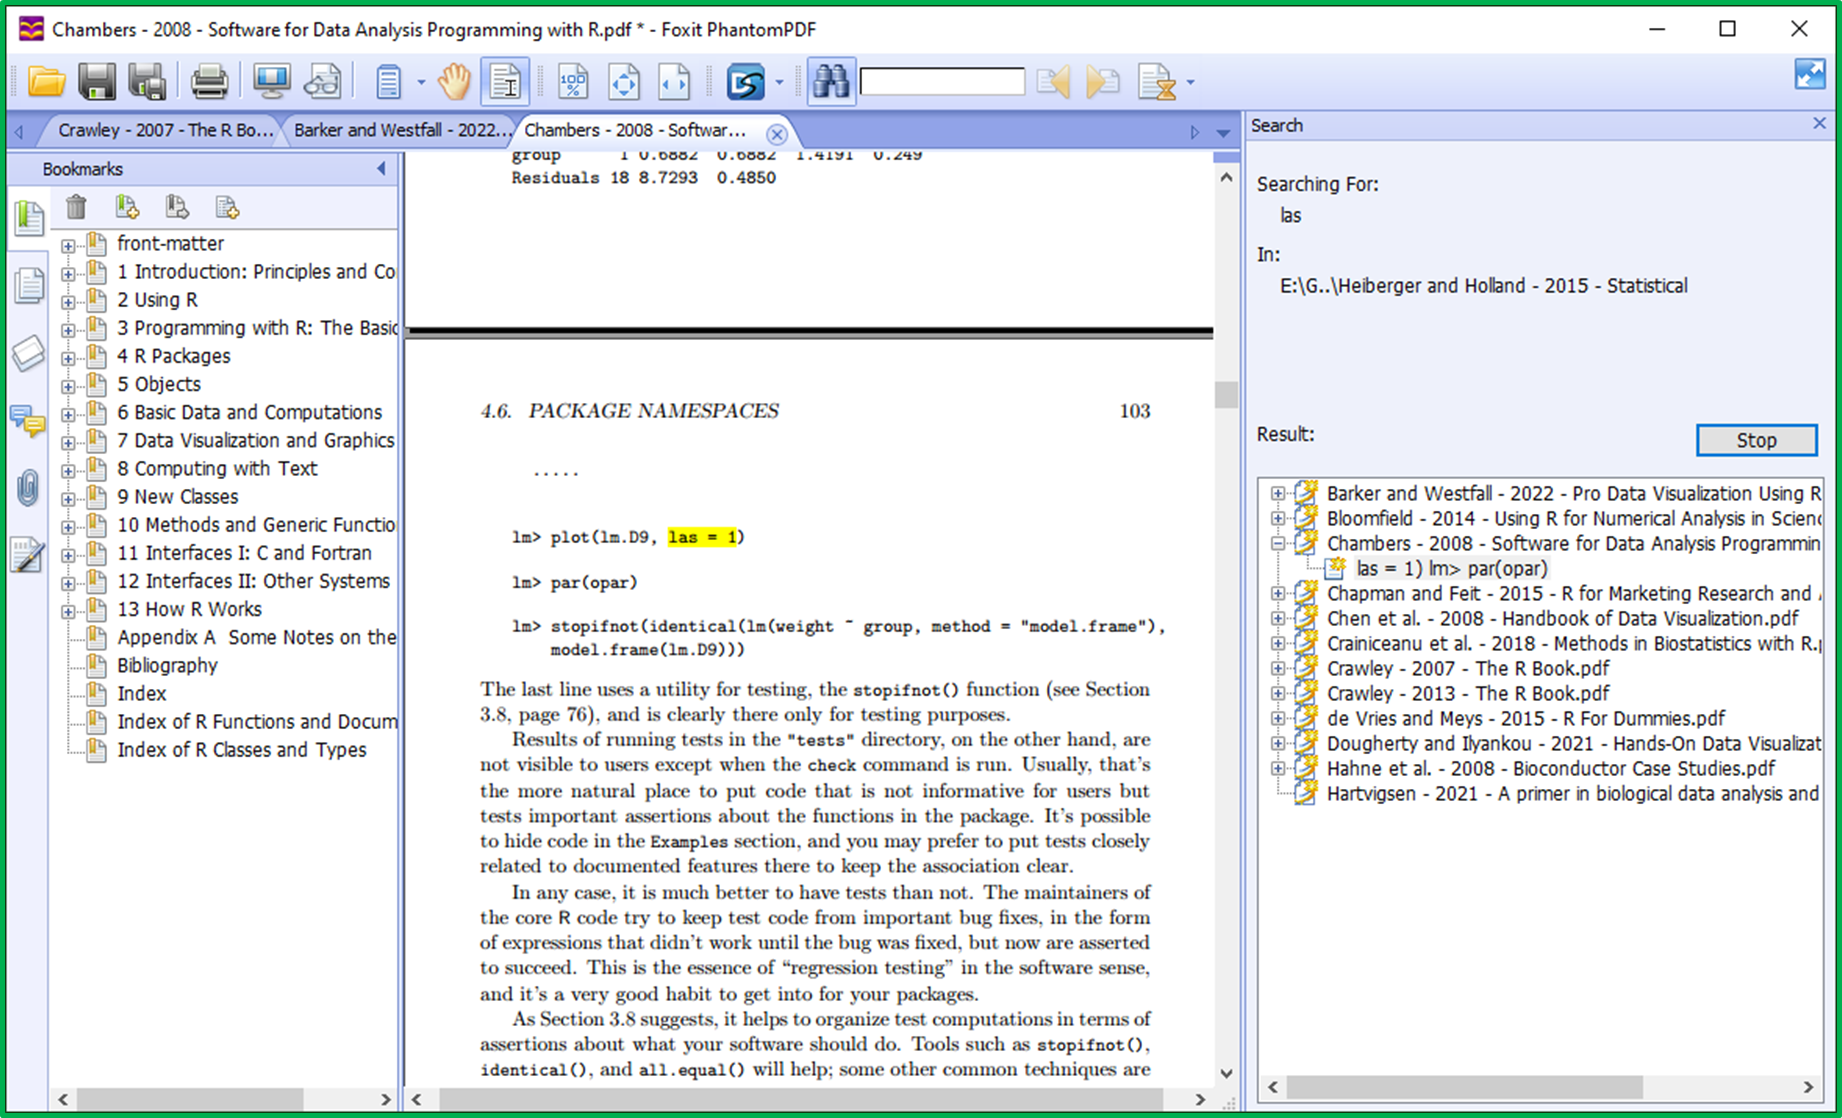 Chambers - 2008 - Software for Data Analysis Programming with R.pdf * - Foxit PhantomPDF
100
%
Crawley - 2007 - The R Bo...
Barker and Westfall - 2022...
Chambers - 2008 - Softwar...
Bookmarks
front-matter
1 Introduction: Principles and Co
2 Using R
3 Programming with R: The Basic
4 R Packages
5 Objects
6 Basic Data and Computations
7 Data Visualization and Graphics
8 Computing with Text
9 New Classes
10 Methods and Generic Functio
11 Interfaces I: C and Fortran
12 Interfaces II: Other Systems
13 How R Works
Appendix A  Some Notes on the
Bibliography
Index
Index of R Functions and Docum
Index of R Classes and Types
group 1 0.6882 0.6882 1.4191 0.249
Residuals 18 8.7293 0.4850
4.6. PACKAGE NAMESPACES 103
.....
lm> plot(lm.D9, las = 1)
lm> par(opar)
lm> stopifnot(identical(lm(weight ~ group, method = "model.frame"),
model.frame(lm.D9)))
The last line uses a utility for testing, the stopifnot() function (see Section
3.8, page 76), and is clearly there only for testing purposes.
Results of running tests in the "tests" directory, on the other hand, are
not visible to users except when the check command is run. Usually, that's
the more natural place to put code that is not informative for users but
tests important assertions about the functions in the package. It's possible
to hide code in the Examples section, and you may prefer to put tests closely
related to documented features there to keep the association clear.
In any case, it is much better to have tests than not. The maintainers of
the core R code try to keep test code from important bug fixes, in the form
of expressions that didn't work until the bug was fixed, but now are asserted
to succeed. This is the essence of “regression testing” in the software sense,
and it's a very good habit to get into for your packages.
As Section 3.8 suggests, it helps to organize test computations in terms of
assertions about what your software should do. Tools such as stopifnot(),
identical(), and all.equal() will help; some other common techniques are
Search
Searching For:
las
In:
E:\G..\Heiberger and Holland - 2015 - Statistical
Result:
Stop
Barker and Westfall - 2022 - Pro Data Visualization Using R
Bloomfield - 2014 - Using R for Numerical Analysis in Scienc
Chambers - 2008 - Software for Data Analysis Programmin
las = 1) lm> par(opar)
Chapman and Feit - 2015 - R for Marketing Research and
Chen et al. - 2008 - Handbook of Data Visualization.pdf
Crainiceanu et al. - 2018 - Methods in Biostatistics with R.p
Crawley - 2007 - The R Book.pdf
Crawley - 2013 - The R Book.pdf
de Vries and Meys - 2015 - R For Dummies.pdf
Dougherty and Ilyankou - 2021 - Hands-On Data Visualizat
Hahne et al. - 2008 - Bioconductor Case Studies.pdf
Hartvigsen - 2021 - A primer in biological data analysis and